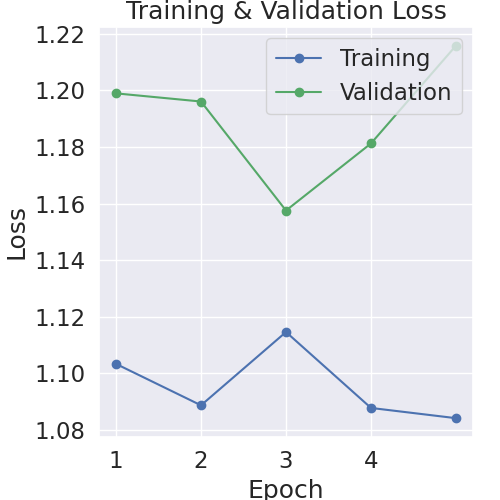 Training & Validation Loss
1.22
1.20
1.18
1.16
1.14
1.12
1.10
1.08
Loss
Training
Validation
1 2 3 4
Epoch